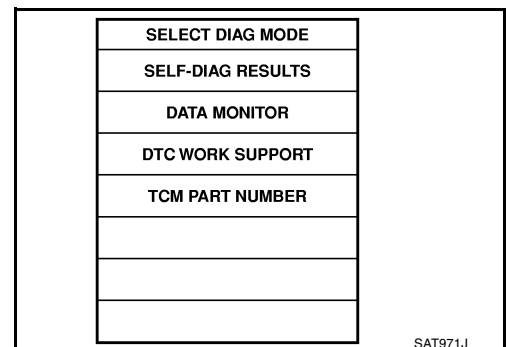 SELECT DIAG MODE
SELF-DIAG RESULTS
DATA MONITOR
DTC WORK SUPPORT
TCM PART NUMBER
SAT971J